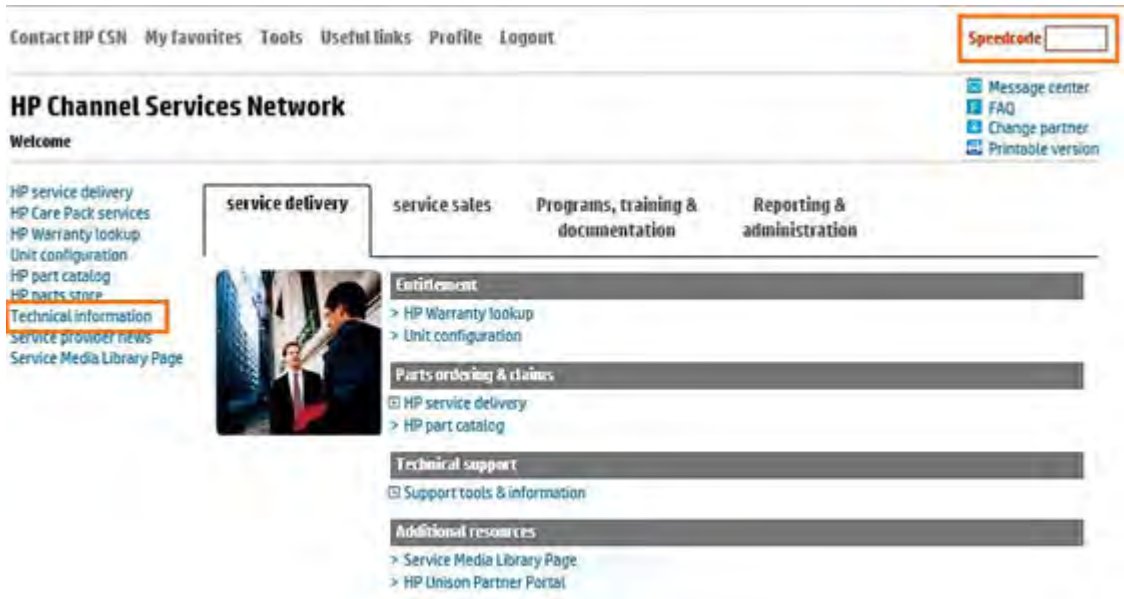 Contact HP CSN My favorites Tools Useful links Profile Logout
Speedcode
Message center
FAQ
Change partner
Printable version
HP Channel Services Network
Welcome
HP service delivery
HP Care Pack services
HP Warranty lookup
Unit configuration
HP part catalog
HP parts store
Technical information
Service provider news
Service Media Library Page
service delivery
service sales
Programs, training &
documentation
Reporting &
administration
Entitlement
> HP Warranty lookup
> Unit configuration
Parts ordering & claims
HP service delivery
> HP part catalog
Technical support
Support tools & information
Additional resources
> Service Media Library Page
> HP Unison Partner Portal